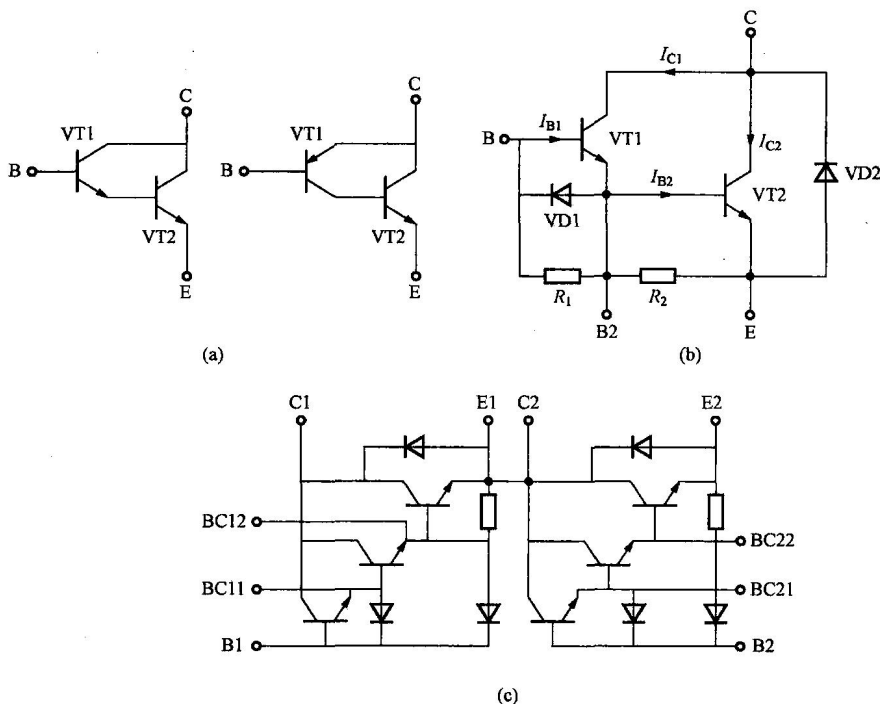 C
VT1
B
VT2
E
C
VT1
B
VT2
E
(a)
C
I_C1
B
I_B1
VT1
I_C2
I_B2
VD1
VT2
VD2
R_1
R_2
B2
E
(b)
C1
E1
C2
E2
BC12
BC22
BC11
BC21
B1
B2
(c)